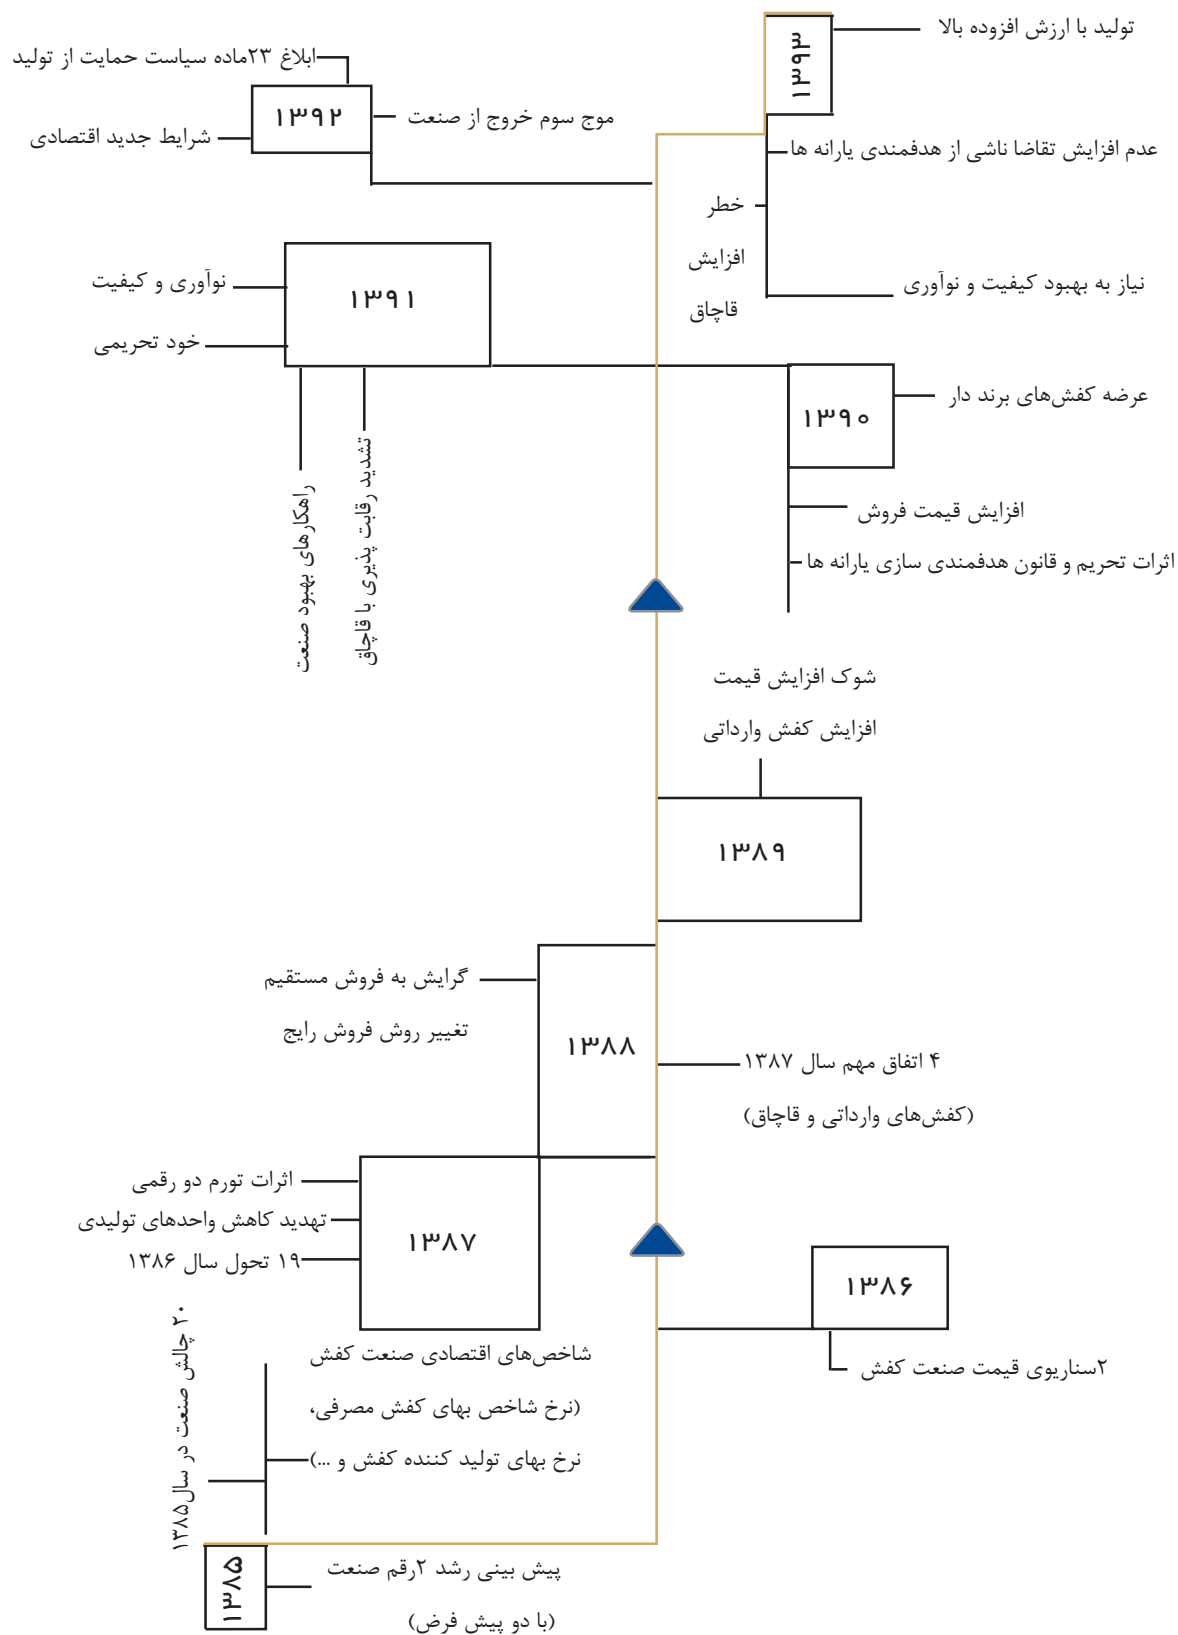 تولید با ارزش افزوده بالا
۱۳۹۳
عدم افزایش تقاضا ناشی از هدفمندی یارانه ها
خطر
افزایش
قاچاق
نیاز به بهبود کیفیت و نوآوری
ابلاغ ۲۳ماده سیاست حمایت از تولید
۱۳۹۲
موج سوم خروج از صنعت
شرایط جدید اقتصادی
۱۳۹۱
نوآوری و کیفیت
خود تحریمی
تشدید رقابت پذیری با قاچاق
راهکارهای بهبود صنعت
۱۳۹۰
عرضه کفش‌های برند دار
افزایش قیمت فروش
اثرات تحریم و قانون هدفمندی سازی یارانه ها
شوک افزایش قیمت
افزایش کفش وارداتی
۱۳۸۹
گرایش به فروش مستقیم
تغییر روش فروش رایج
۱۳۸۸
۴ اتفاق مهم سال ۱۳۸۷
(کفش‌های وارداتی و قاچاق)
اثرات تورم دو رقمی
تهدید کاهش واحدهای تولیدی
۱۹ تحول سال ۱۳۸۶
۱۳۸۷
۱۳۸۶
۲سناریوی قیمت صنعت کفش
شاخص‌های اقتصادی صنعت کفش
(نرخ شاخص بهای کفش مصرفی،
نرخ بهای تولید کننده کفش و ...)
۲۰ چالش صنعت در سال۱۳۸۵
۱۳۸۵
پیش بینی رشد ۲رقم صنعت
(با دو پیش فرض)